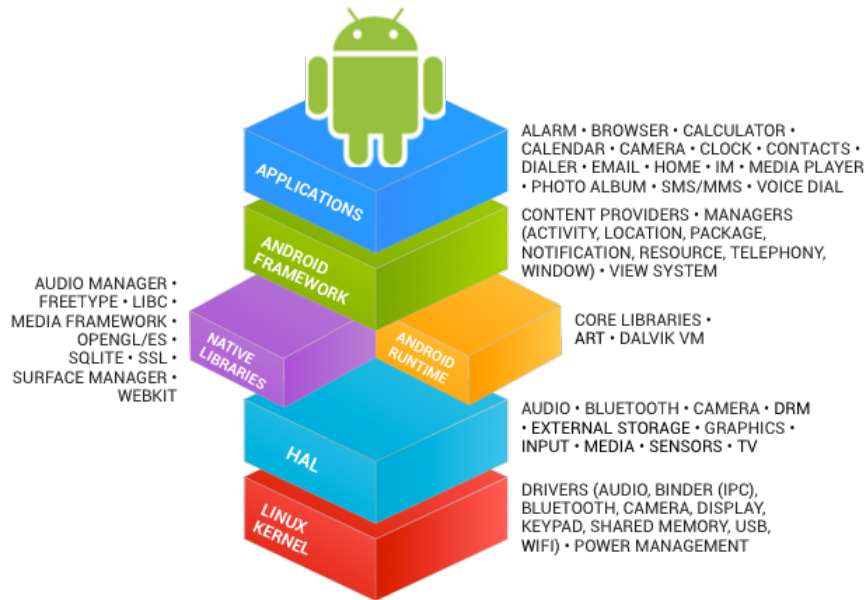 APPLICATIONS
ALARM • BROWSER • CALCULATOR •
CALENDAR • CAMERA • CLOCK • CONTACTS •
DIALER • EMAIL • HOME • IM • MEDIA PLAYER
• PHOTO ALBUM • SMS/MMS • VOICE DIAL
ANDROID
FRAMEWORK
CONTENT PROVIDERS • MANAGERS
(ACTIVITY, LOCATION, PACKAGE,
NOTIFICATION, RESOURCE, TELEPHONY,
WINDOW) • VIEW SYSTEM
AUDIO MANAGER •
FREETYPE • LIBC •
MEDIA FRAMEWORK •
OPENGL/ES •
SQLITE • SSL •
SURFACE MANAGER •
WEBKIT
NATIVE
LIBRARIES
ANDROID
RUNTIME
CORE LIBRARIES •
ART • DALVIK VM
HAL
AUDIO • BLUETOOTH • CAMERA • DRM
• EXTERNAL STORAGE • GRAPHICS •
INPUT • MEDIA • SENSORS • TV
LINUX
KERNEL
DRIVERS (AUDIO, BINDER (IPC),
BLUETOOTH, CAMERA, DISPLAY,
KEYPAD, SHARED MEMORY, USB,
WIFI) • POWER MANAGEMENT